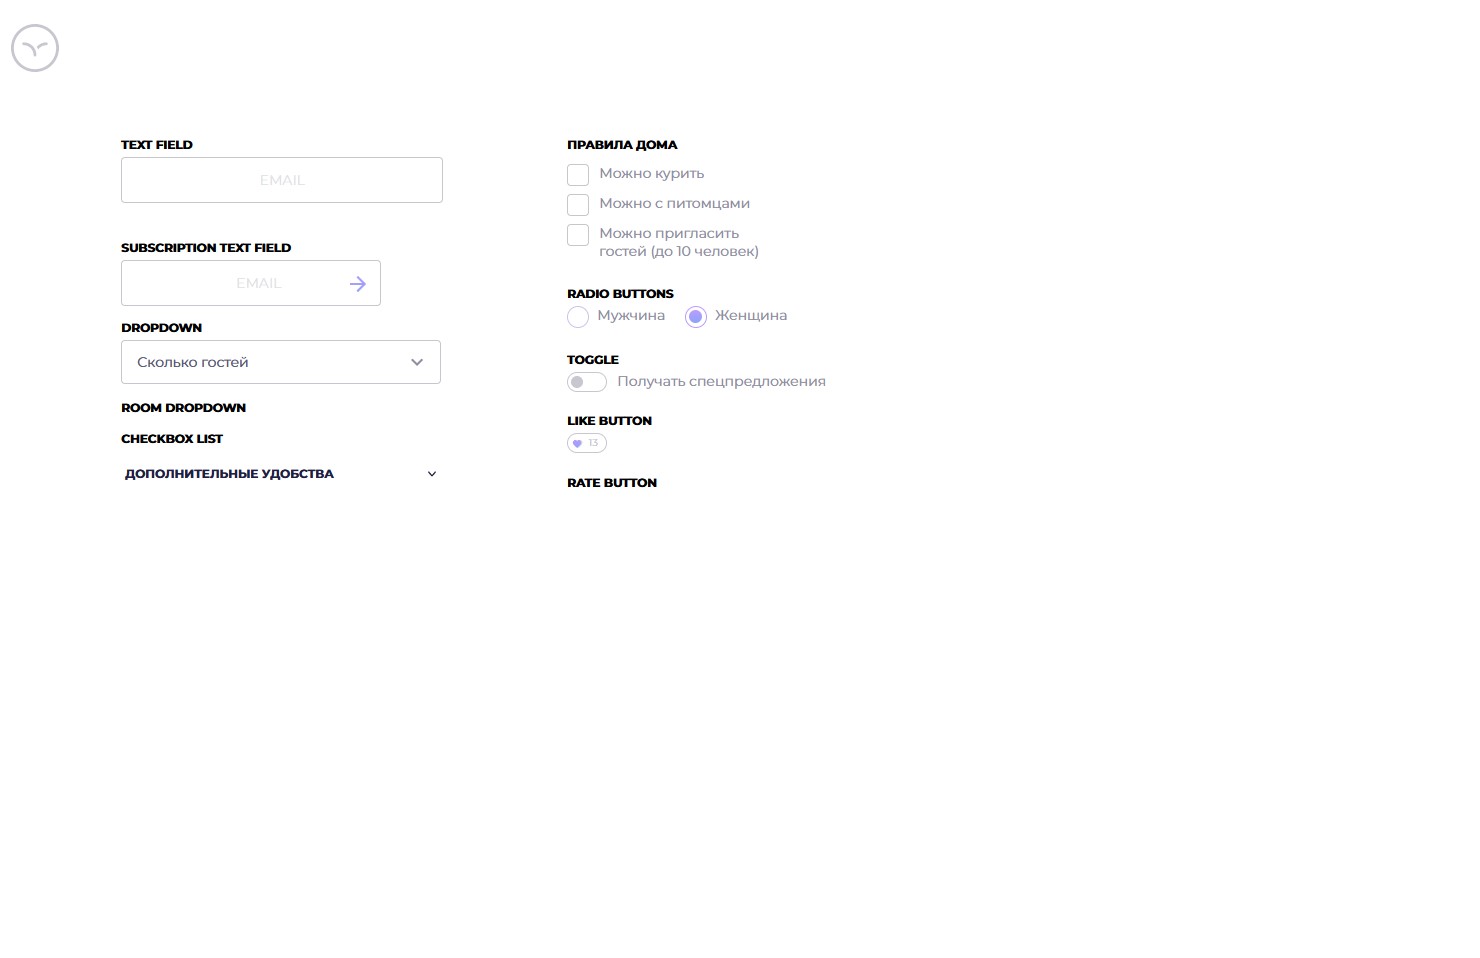 TEXT FIELD
EMAIL
SUBSCRIPTION TEXT FIELD
EMAIL
DROPDOWN
Сколько гостей
ROOM DROPDOWN
CHECKBOX LIST
ДОПОЛНИТЕЛЬНЫЕ УДОБСТВА
ПРАВИЛА ДОМА
Можно курить
Можно с питомцами
Можно пригласить
гостей (до 10 человек)
RADIO BUTTONS
Мужчина Женщина
TOGGLE
Получать спецпредложения
LIKE BUTTON
13
RATE BUTTON